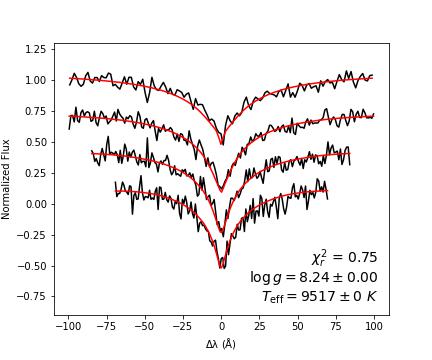 1.25
1.00
0.75
0.50
0.25
0.00
−0.25
−0.50
−0.75
Normalized Flux
χ²ᵣ = 0.75
log g = 8.24 ± 0.00
T_eff = 9517 ± 0 K
−100 −75 −50 −25 0 25 50 75 100
Δλ (Å)